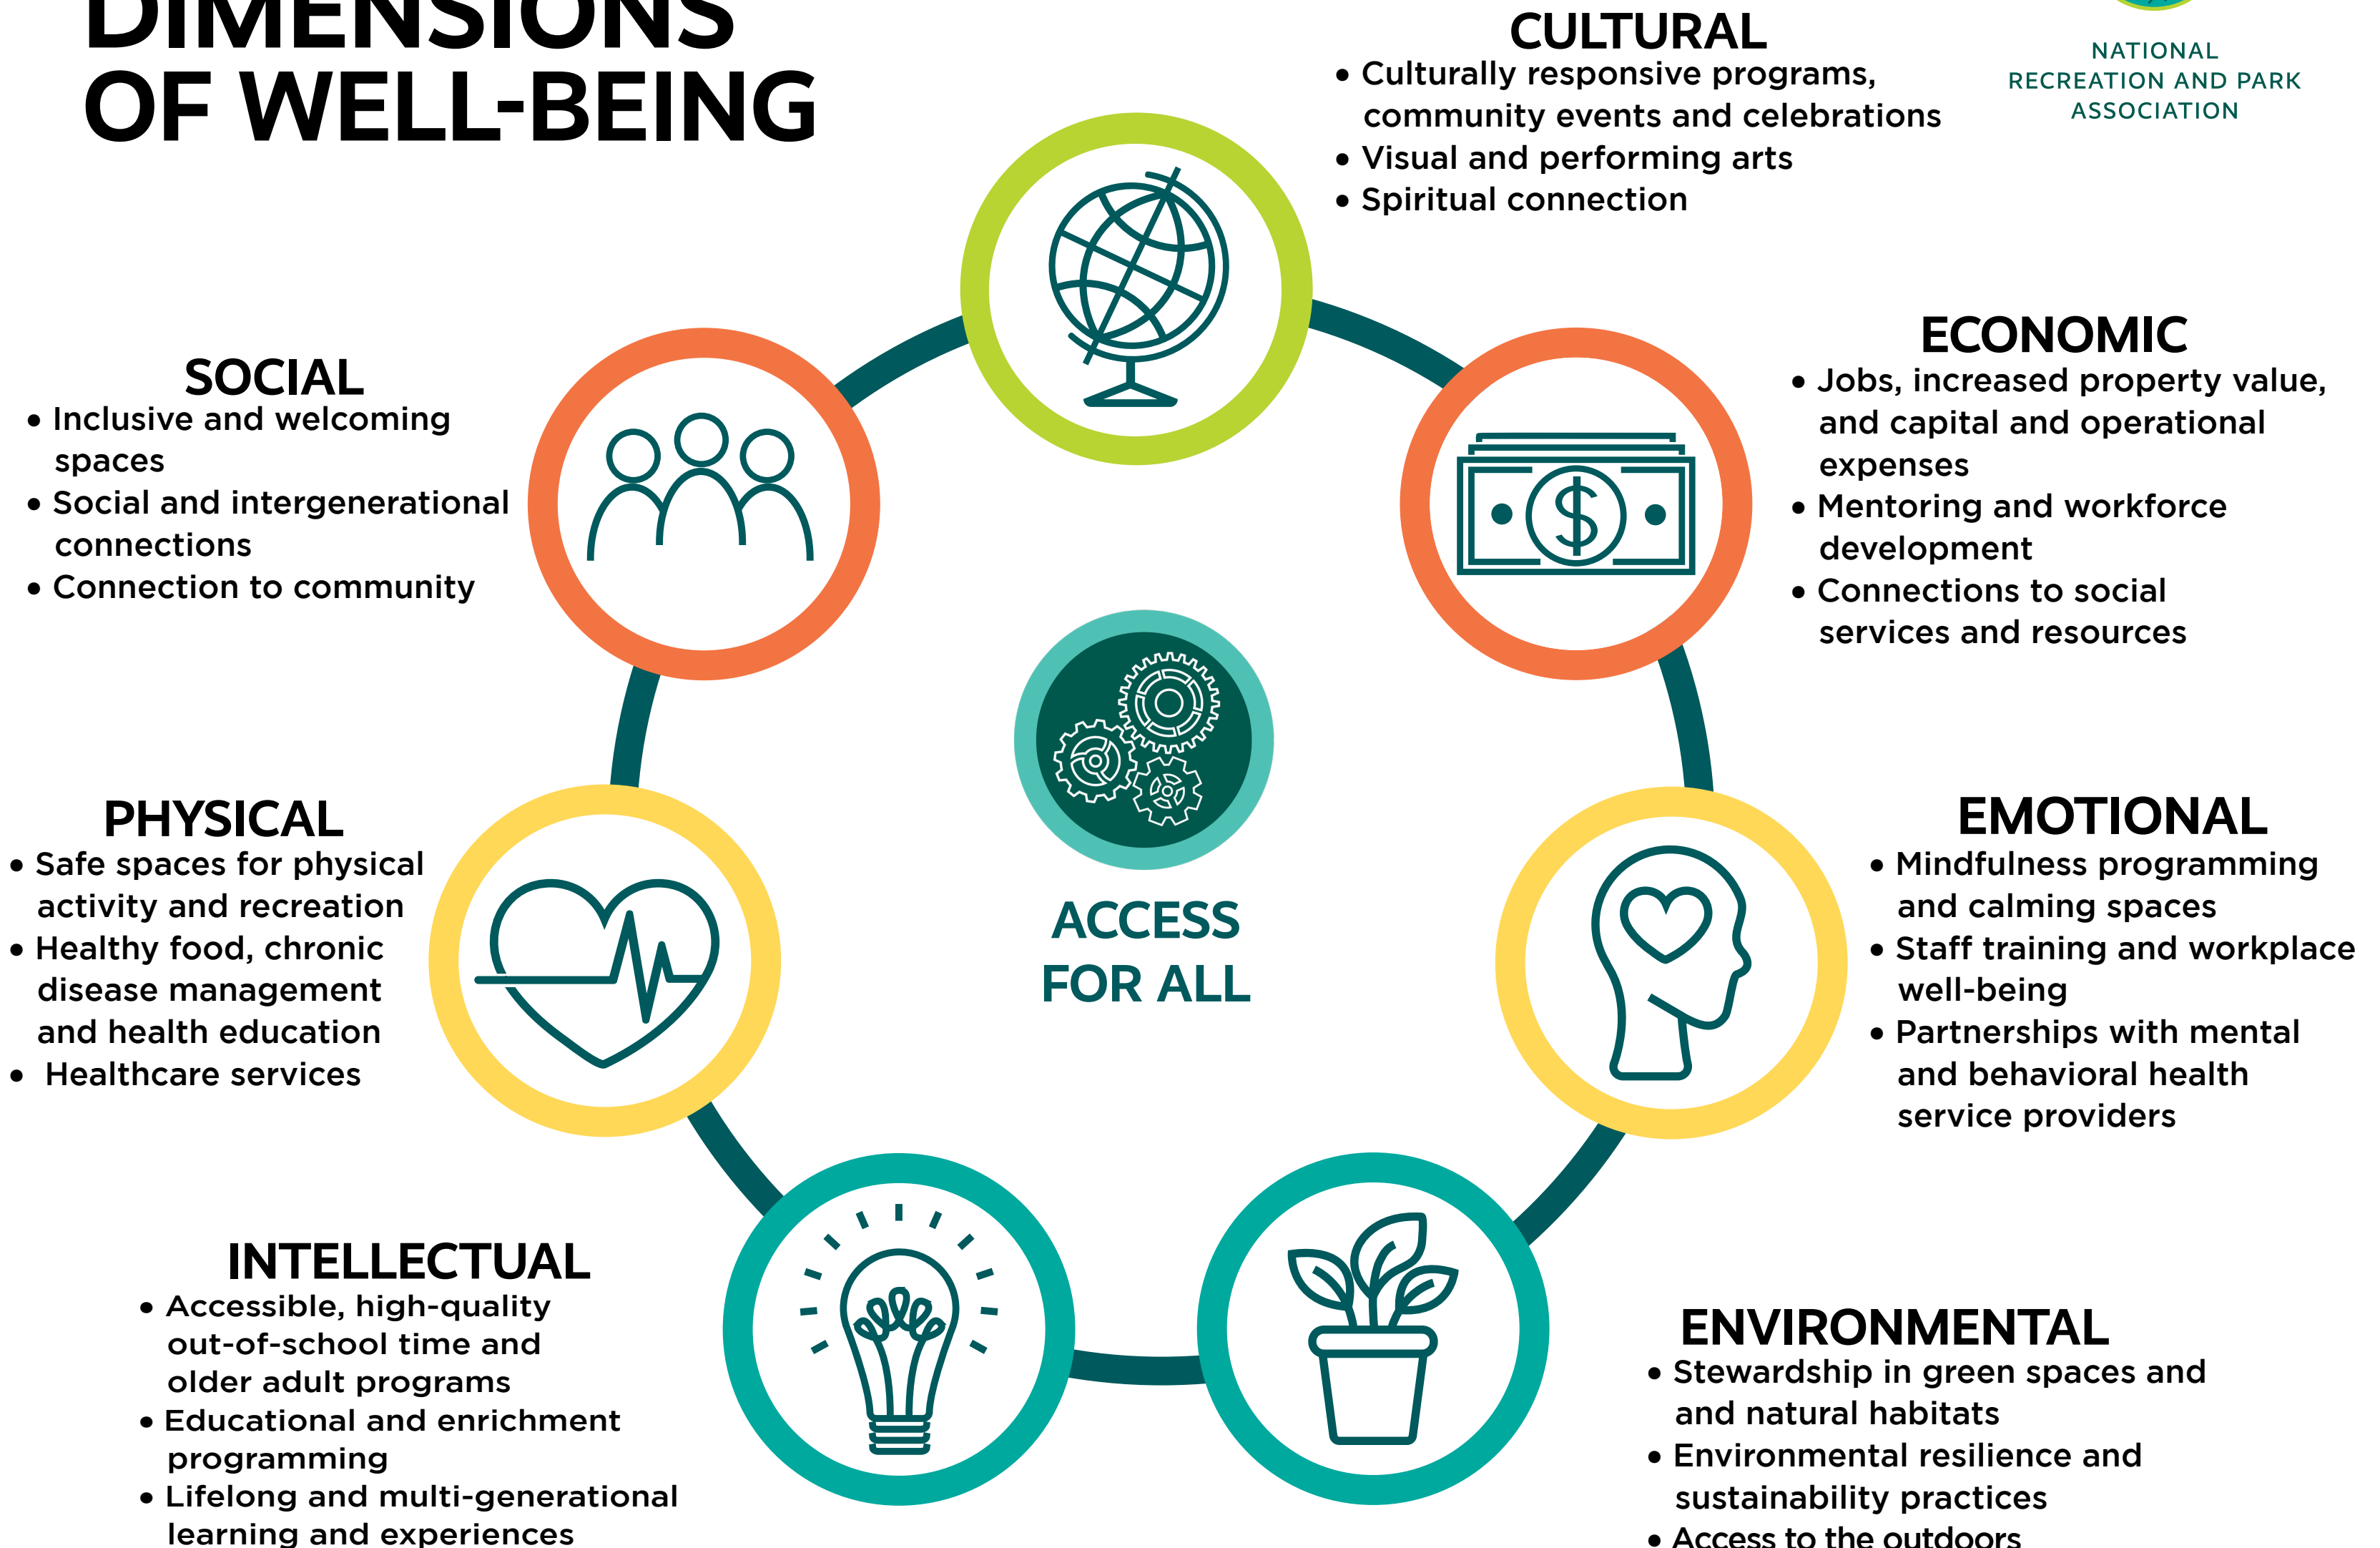 DIMENSIONS
OF WELL-BEING
NATIONAL
RECREATION AND PARK
ASSOCIATION
CULTURAL
• Culturally responsive programs,
community events and celebrations
• Visual and performing arts
• Spiritual connection
ECONOMIC
• Jobs, increased property value,
and capital and operational
expenses
• Mentoring and workforce
development
• Connections to social
services and resources
EMOTIONAL
• Mindfulness programming
and calming spaces
• Staff training and workplace
well-being
• Partnerships with mental
and behavioral health
service providers
ENVIRONMENTAL
• Stewardship in green spaces and
and natural habitats
• Environmental resilience and
sustainability practices
• Access to the outdoors
INTELLECTUAL
• Accessible, high-quality
out-of-school time and
older adult programs
• Educational and enrichment
programming
• Lifelong and multi-generational
learning and experiences
PHYSICAL
• Safe spaces for physical
activity and recreation
• Healthy food, chronic
disease management
and health education
• Healthcare services
SOCIAL
• Inclusive and welcoming
spaces
• Social and intergenerational
connections
• Connection to community
$
ACCESS
FOR ALL